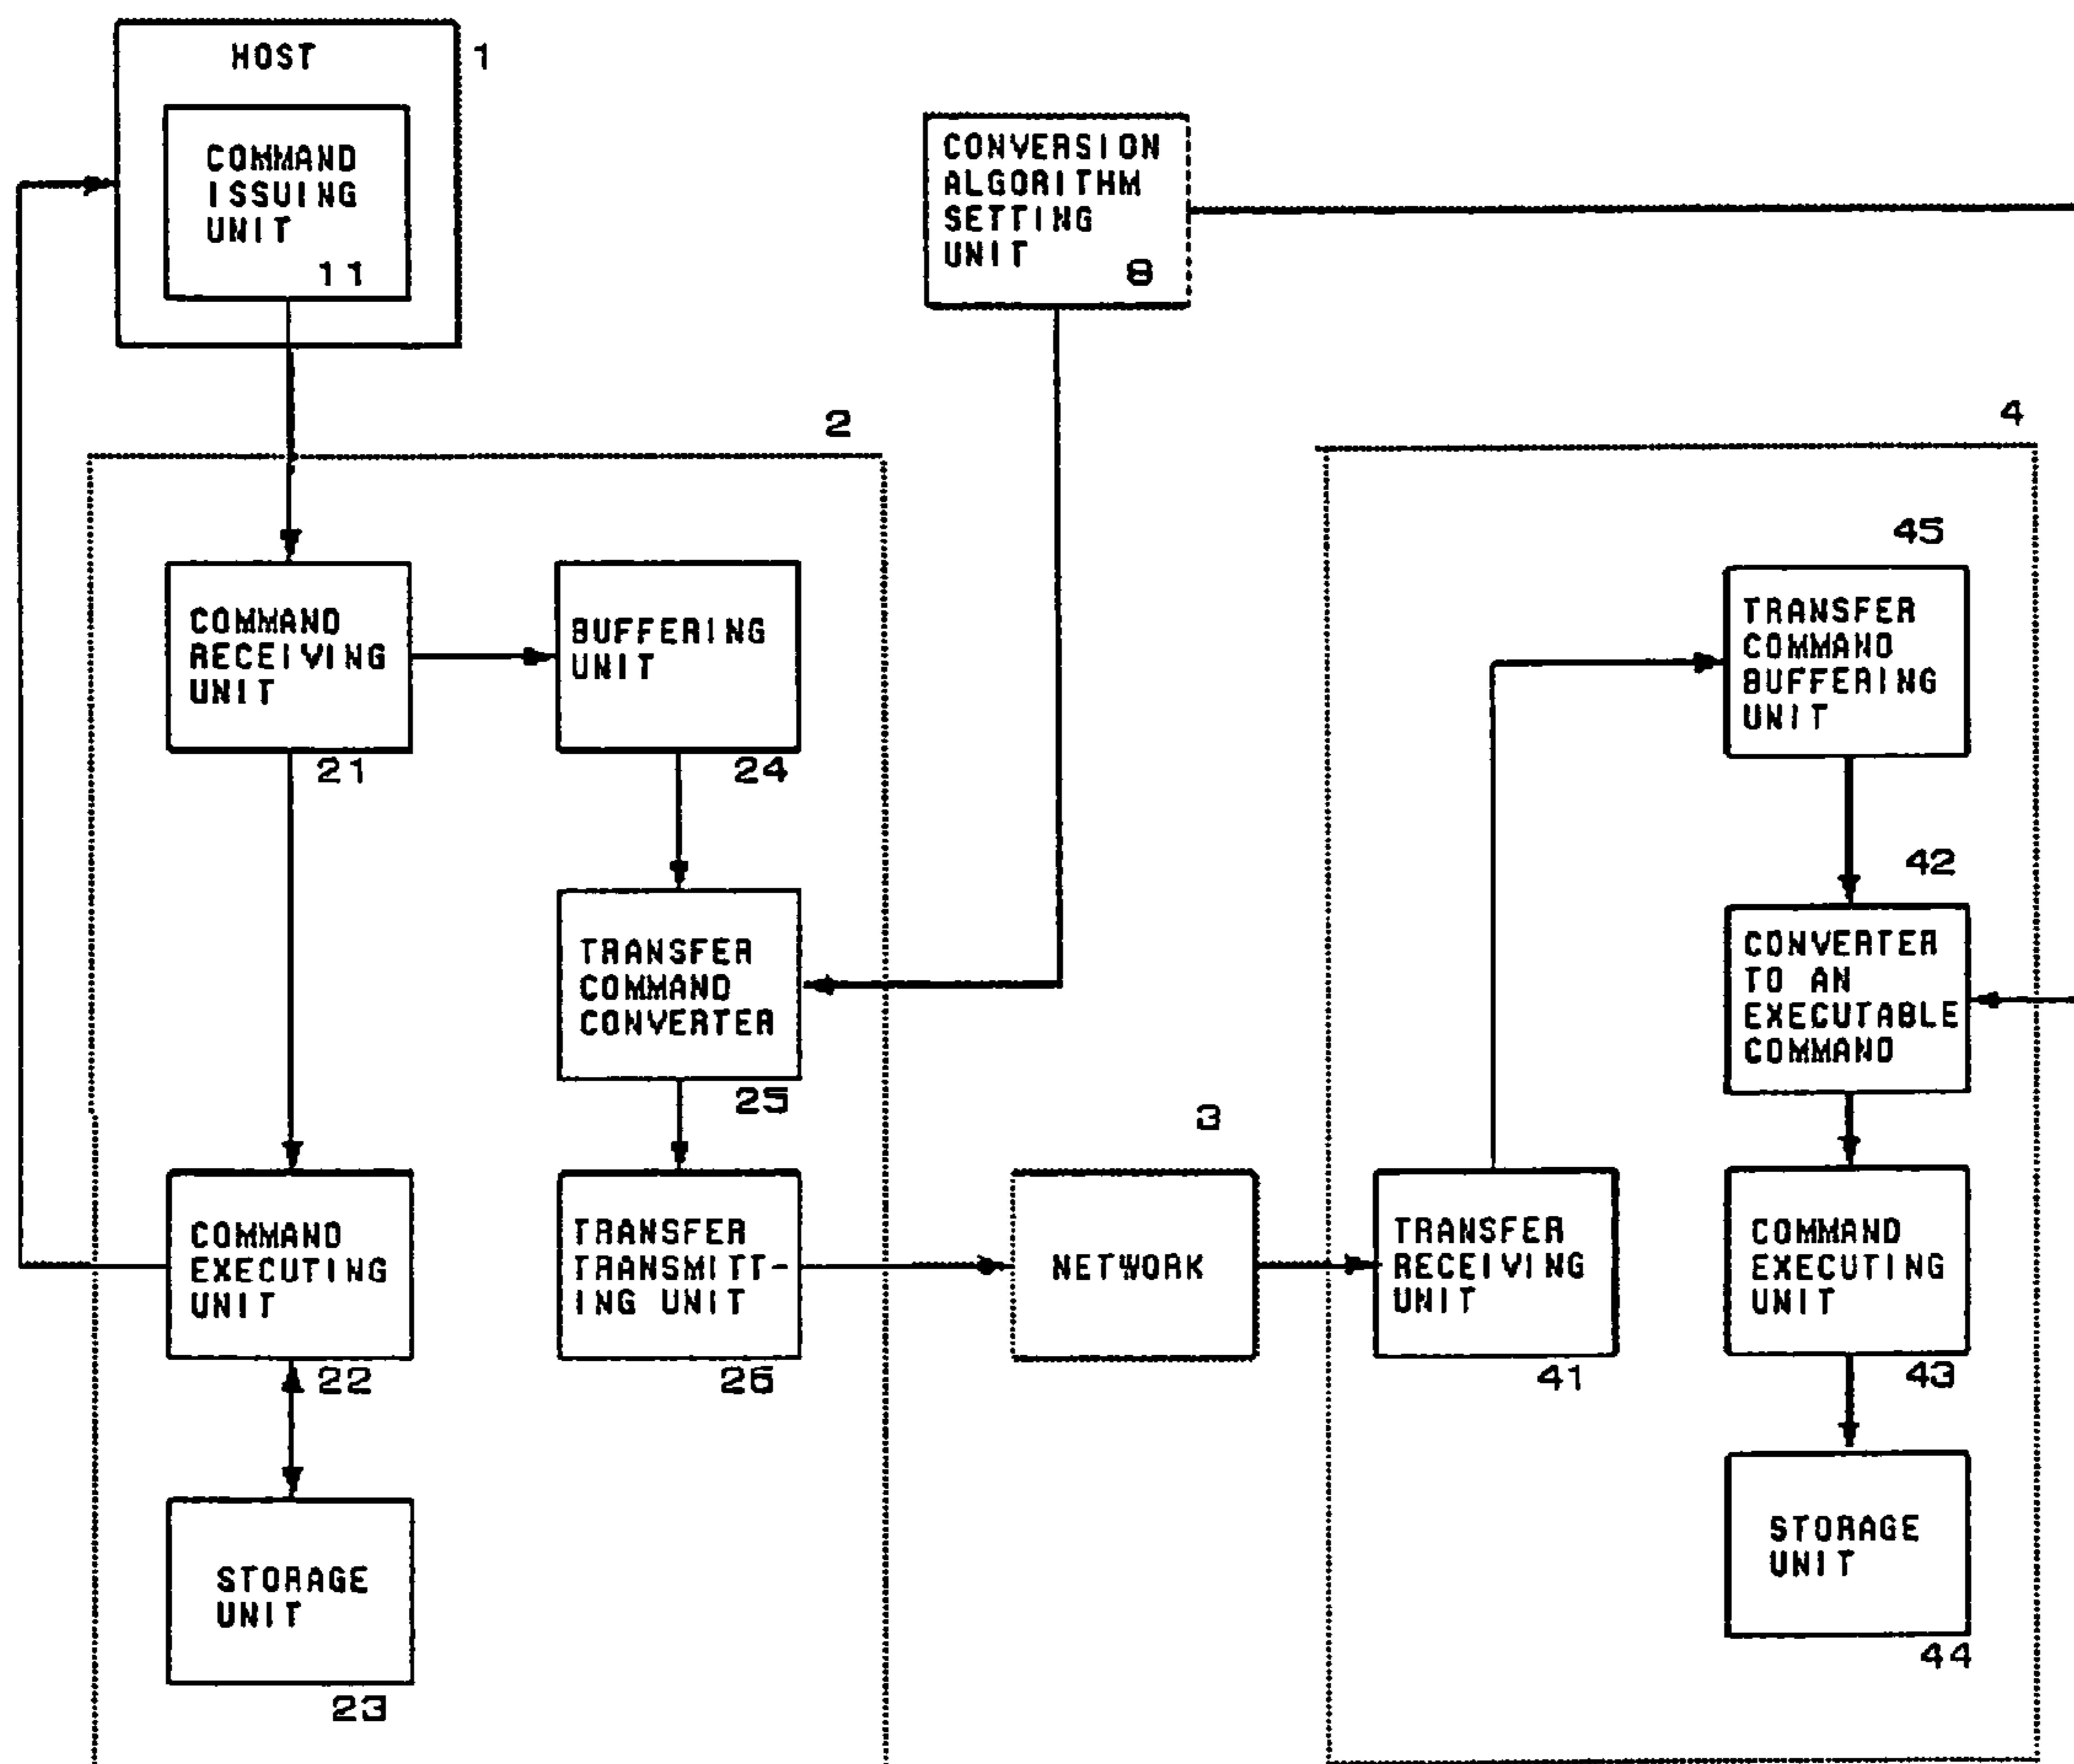 HOST
1
COMMAND
ISSUING
UNIT
11
CONVERSION
ALGORITHM
SETTING
UNIT
8
2
4
COMMAND
RECEIVING
UNIT
21
BUFFERING
UNIT
24
45
TRANSFER
COMMAND
BUFFERING
UNIT
TRANSFER
COMMAND
CONVERTER
25
42
CONVERTER
TO AN
EXECUTABLE
COMMAND
COMMAND
EXECUTING
UNIT
22
TRANSFER
TRANSMITT-
ING UNIT
26
3
NETWORK
TRANSFER
RECEIVING
UNIT
41
COMMAND
EXECUTING
UNIT
43
STORAGE
UNIT
23
STORAGE
UNIT
44